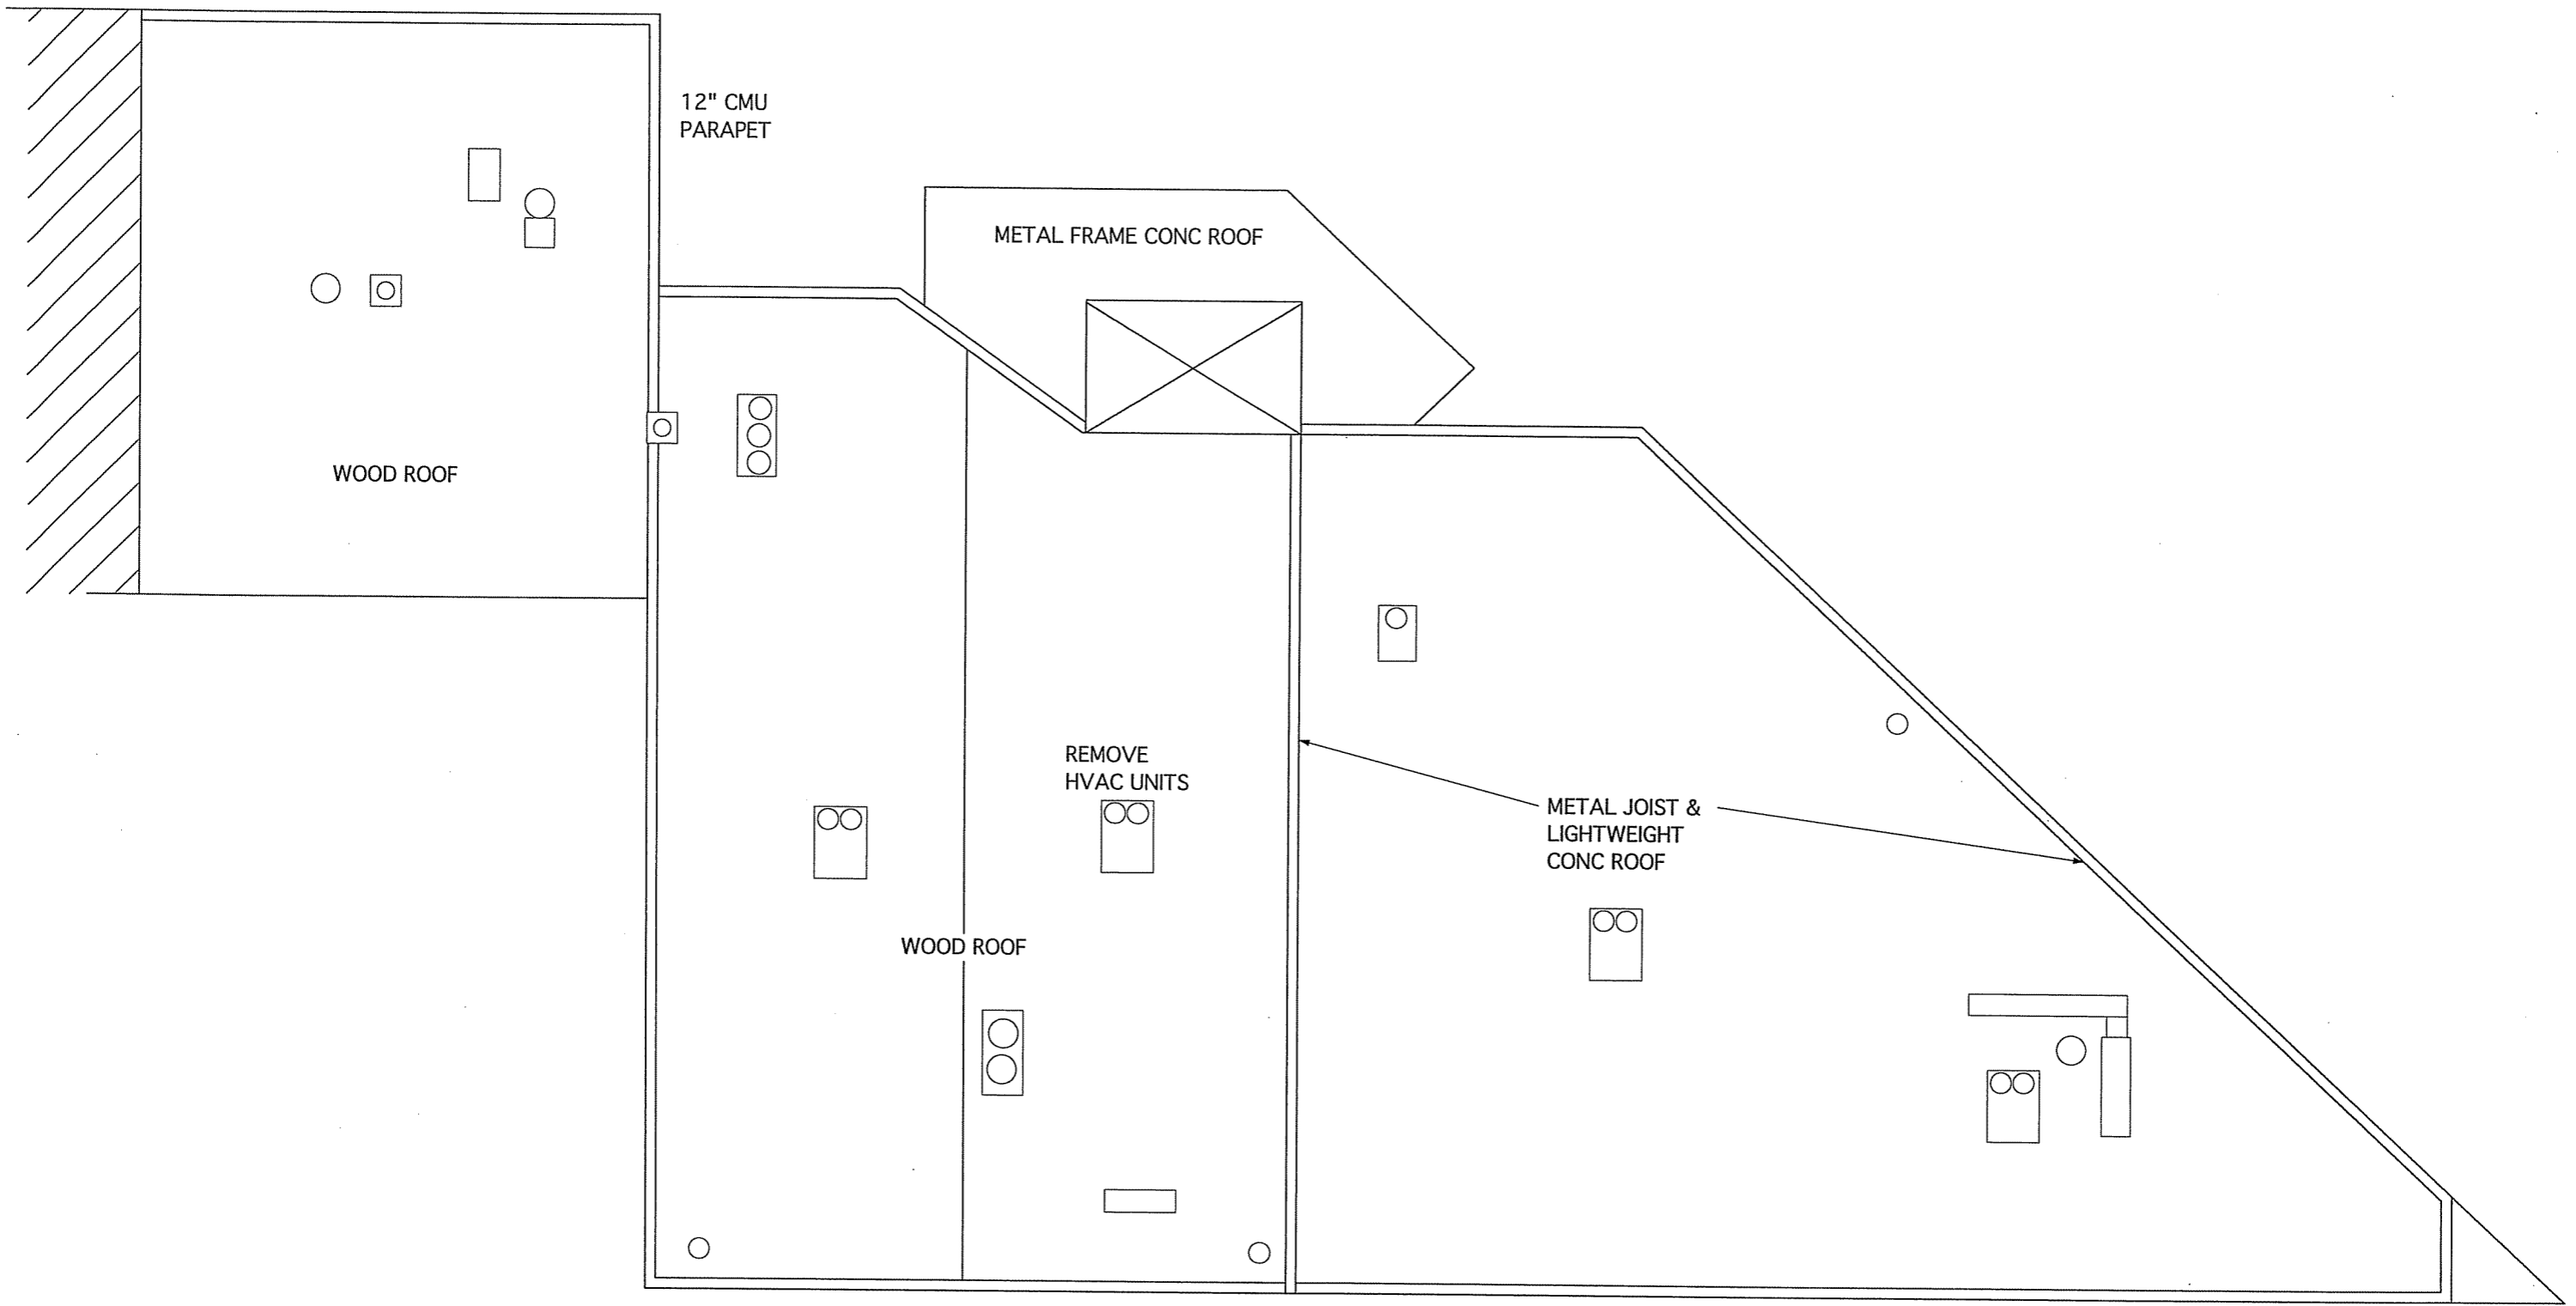 12" CMU
PARAPET
METAL FRAME CONC ROOF
WOOD ROOF
REMOVE
HVAC UNITS
METAL JOIST &
LIGHTWEIGHT
CONC ROOF
WOOD ROOF